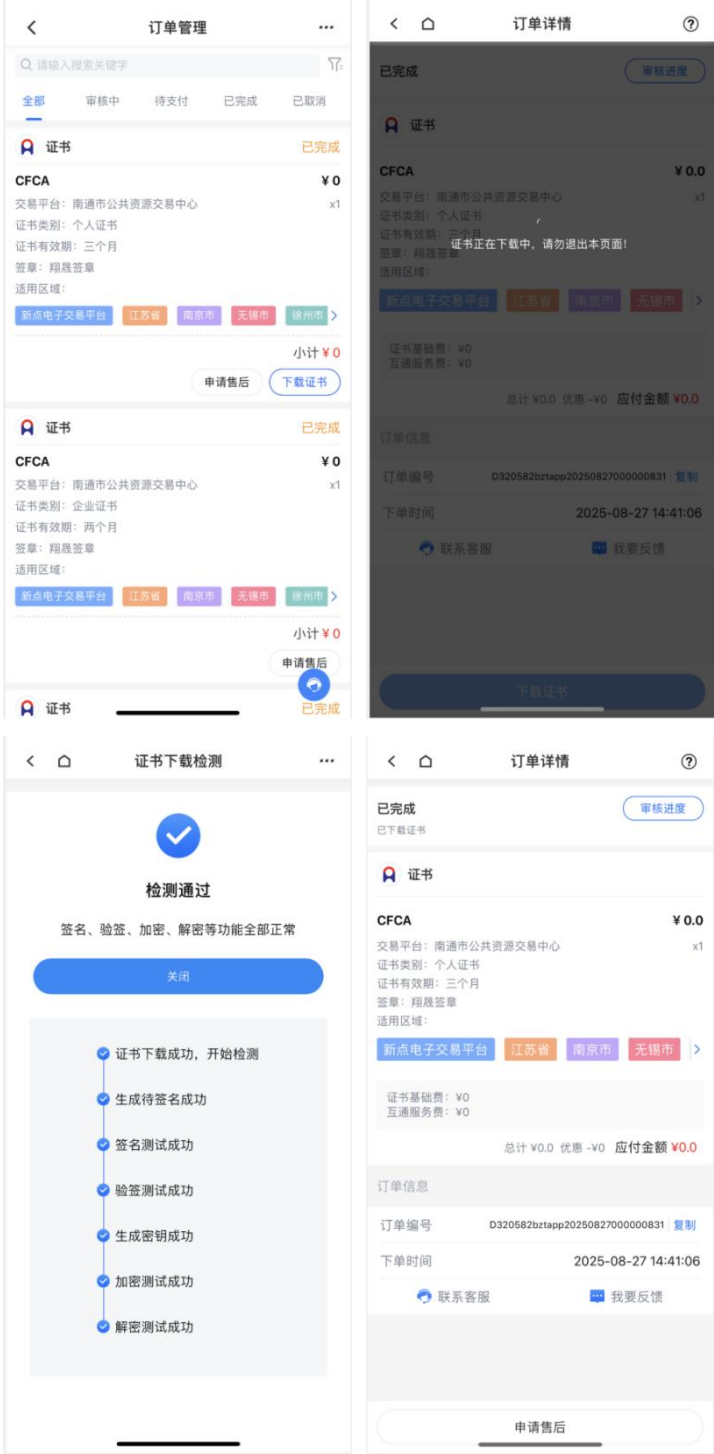 订单管理
请输入搜索关键字
全部 审核中 待支付 已完成 已取消
证书 已完成
CFCA ¥ 0
交易平台：南通市公共资源交易中心 x1
证书类别：个人证书
证书有效期：三个月
签章：翔晟签章
适用区域：
新点电子交易平台 江苏省 南京市 无锡市 徐州市
小计 ¥ 0
申请售后 下载证书
证书 已完成
CFCA ¥ 0
交易平台：南通市公共资源交易中心 x1
证书类别：企业证书
证书有效期：两个月
签章：翔晟签章
适用区域：
新点电子交易平台 江苏省 南京市 无锡市 徐州市
小计 ¥ 0
申请售后
证书 已完成
订单详情
已完成 审核进度
证书
CFCA ¥ 0.0
交易平台：南通市公共资源交易中心 x1
证书类别：个人证书
证书有效期：三个月
证书正在下载中，请勿退出本页面！
签章：翔晟签章
适用区域：
新点电子交易平台 江苏省 南京市 无锡市
证书基础费：¥0
互通服务费：¥0
总计 ¥0.0 优惠 -¥0 应付金额 ¥0.0
订单信息
订单编号 D320582bztapp20250827000000831 复制
下单时间 2025-08-27 14:41:06
联系客服 我要反馈
下载证书
证书下载检测
检测通过
签名、验签、加密、解密等功能全部正常
关闭
证书下载成功，开始检测
生成待签名成功
签名测试成功
验签测试成功
生成密钥成功
加密测试成功
解密测试成功
订单详情
已完成 审核进度
已下载证书
证书
CFCA ¥ 0.0
交易平台：南通市公共资源交易中心 x1
证书类别：个人证书
证书有效期：三个月
签章：翔晟签章
适用区域：
新点电子交易平台 江苏省 南京市 无锡市
证书基础费：¥0
互通服务费：¥0
总计 ¥0.0 优惠 -¥0 应付金额 ¥0.0
订单信息
订单编号 D320582bztapp20250827000000831 复制
下单时间 2025-08-27 14:41:06
联系客服 我要反馈
申请售后